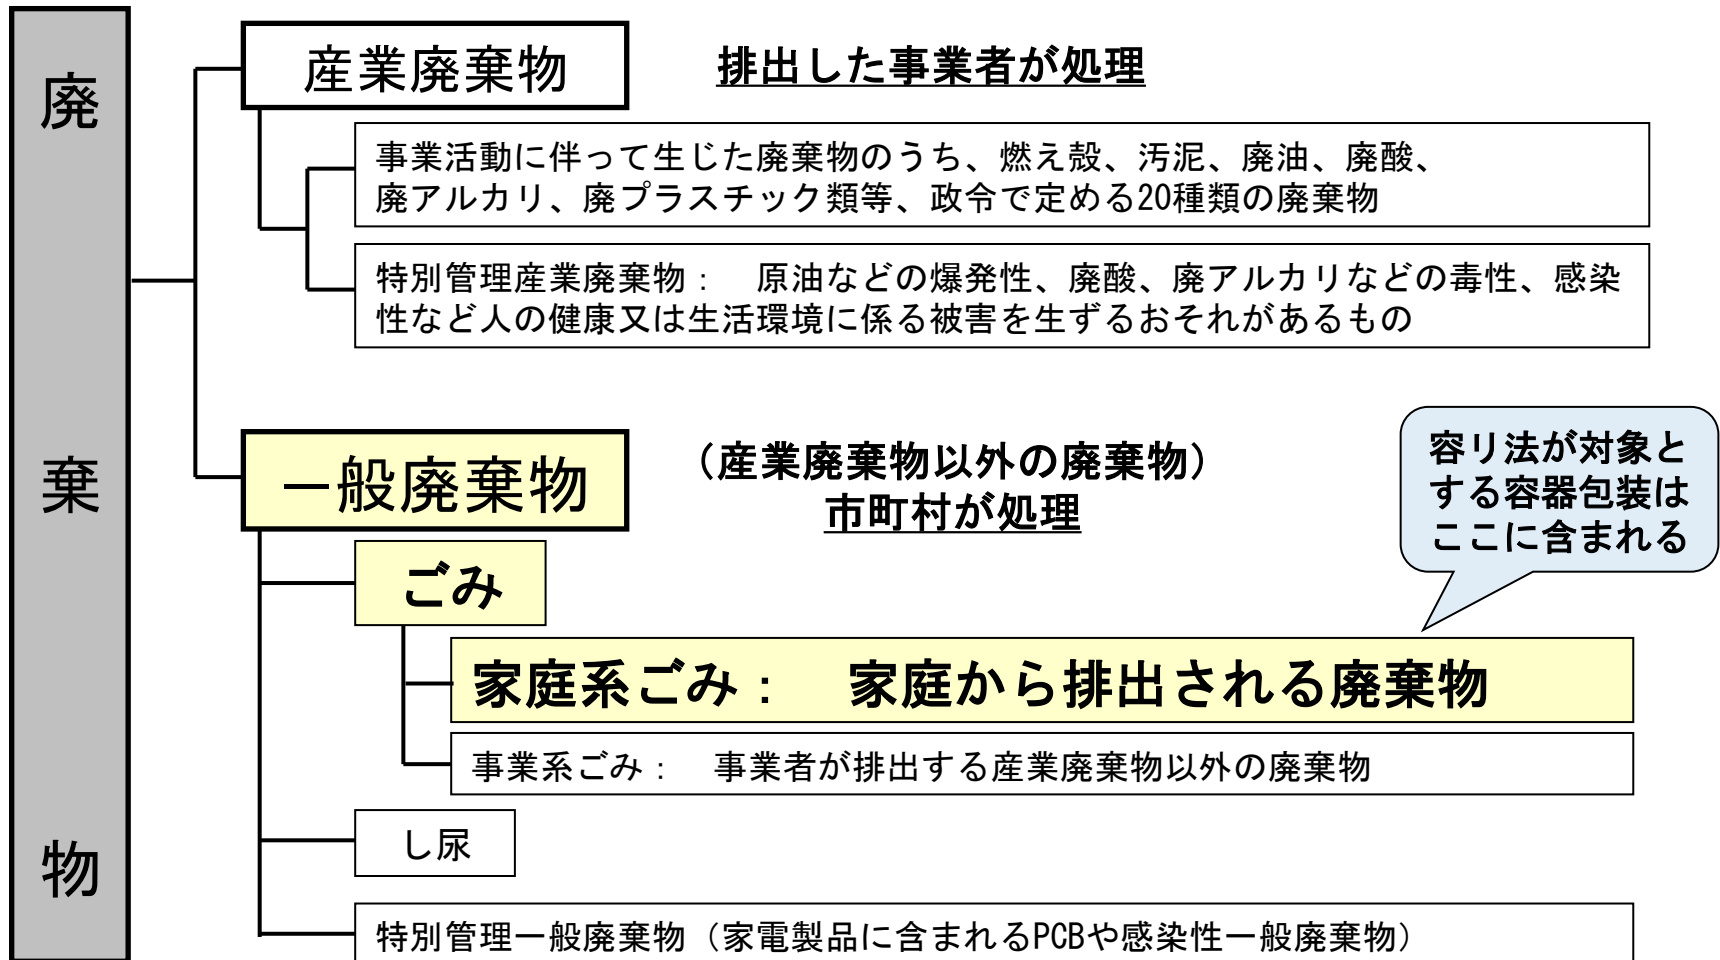 廃棄物
産業廃棄物
排出した事業者が処理
事業活動に伴って生じた廃棄物のうち、燃え殻、汚泥、廃油、廃酸、
廃アルカリ、廃プラスチック類等、政令で定める20種類の廃棄物
特別管理産業廃棄物： 原油などの爆発性、廃酸、廃アルカリなどの毒性、感染
性など人の健康又は生活環境に係る被害を生ずるおそれがあるもの
一般廃棄物
（産業廃棄物以外の廃棄物）
市町村が処理
容リ法が対象と
する容器包装は
ここに含まれる
ごみ
家庭系ごみ： 家庭から排出される廃棄物
事業系ごみ： 事業者が排出する産業廃棄物以外の廃棄物
し尿
特別管理一般廃棄物（家電製品に含まれるPCBや感染性一般廃棄物）